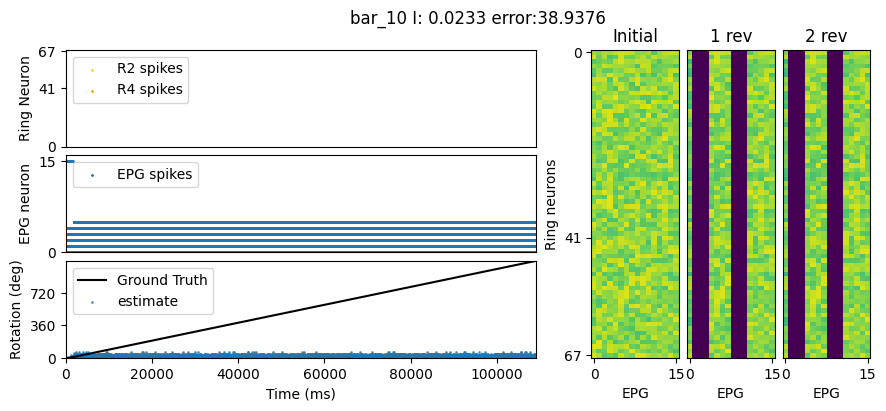 bar_10 I: 0.0233 error:38.9376
Ring Neuron
67
41
0
R2 spikes
R4 spikes
EPG neuron
15
0
EPG spikes
Rotation (deg)
720
360
0
Ground Truth
estimate
0 20000 40000 60000 80000 100000
Time (ms)
Initial 1 rev 2 rev
Ring neurons
0
41
67
0 15 0 15 0 15
EPG EPG EPG